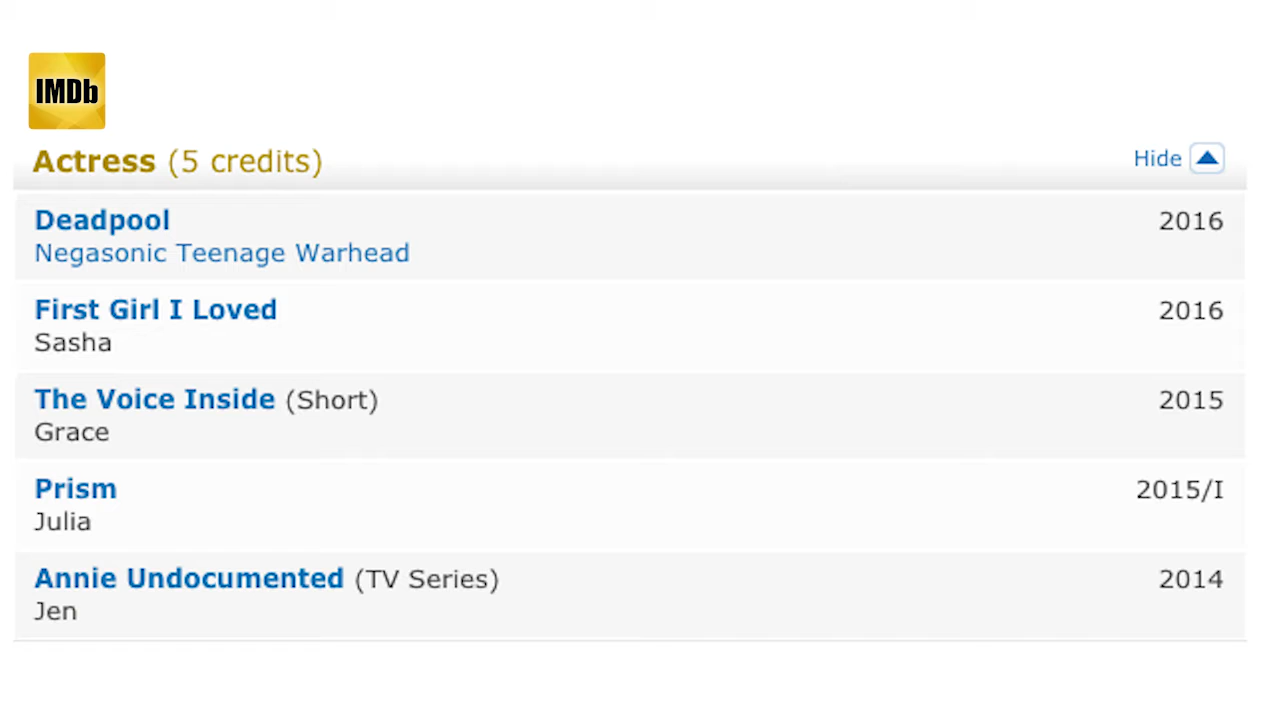 IMDb
Actress (5 credits) Hide
Deadpool 2016
Negasonic Teenage Warhead
First Girl I Loved 2016
Sasha
The Voice Inside (Short) 2015
Grace
Prism 2015/I
Julia
Annie Undocumented (TV Series) 2014
Jen